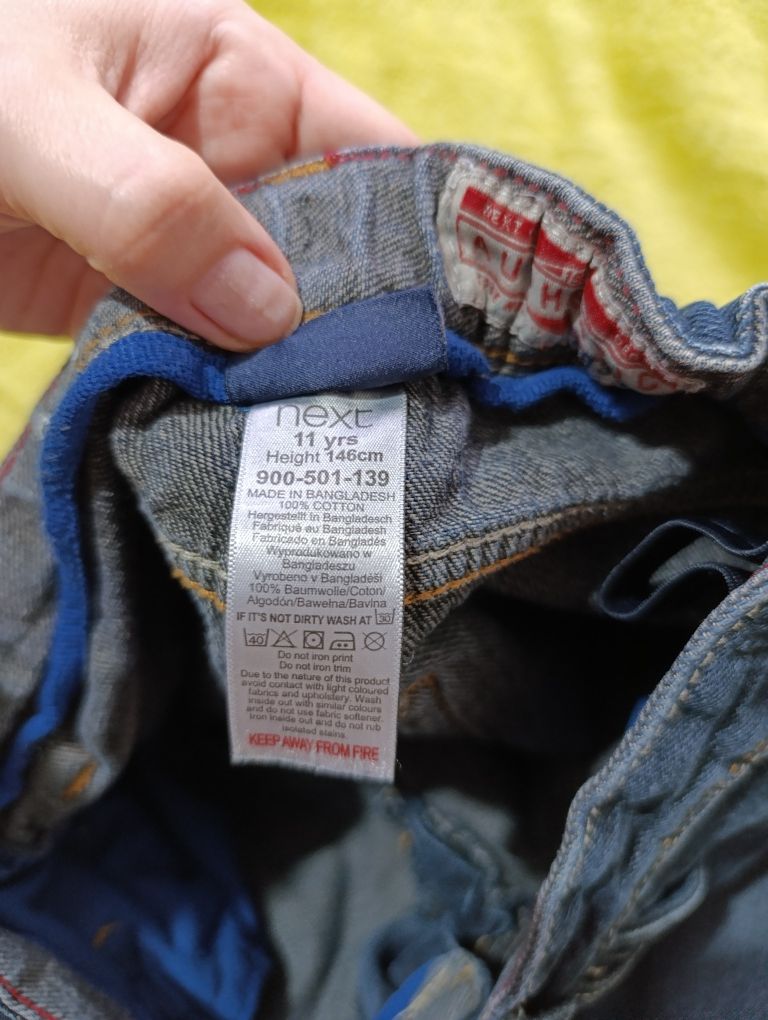 NEXT
next
11 yrs
Height 146cm
900-501-139
MADE IN BANGLADESH
100% COTTON
Hergestellt in Bangladesch
Fabriqué au Bangladesh
Fabricado en Bangladés
Wyprodukowano w
Bangladeszu
Vyrobeno v Bangladéši
100% Baumwolle/Coton/
Algodón/Bawełna/Bavlna
IF IT'S NOT DIRTY WASH AT 30
40
Do not iron print
Do not iron trim
Due to the nature of this product
avoid contact with light coloured
fabrics and upholstery. Wash
inside out with similar colours
and do not use fabric softener.
Iron inside out and do not rub
isolated stains.
KEEP AWAY FROM FIRE